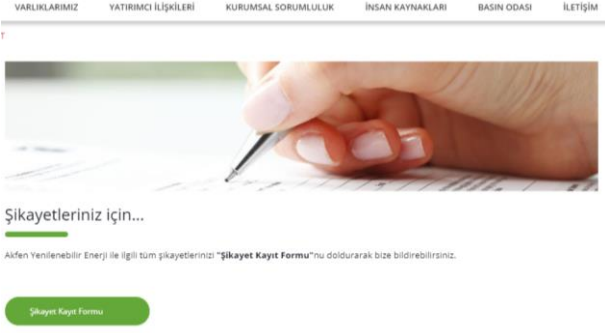 VARLIKLARIMIZ YATIRIMCI İLİŞKİLERİ KURUMSAL SORUMLULUK İNSAN KAYNAKLARI BASIN ODASI İLETİŞİM
Şikayetleriniz için...
Akfen Yenilenebilir Enerji ile ilgili tüm şikayetlerinizi "Şikayet Kayıt Formu"nu doldurarak bize bildirebilirsiniz.
Şikayet Kayıt Formu